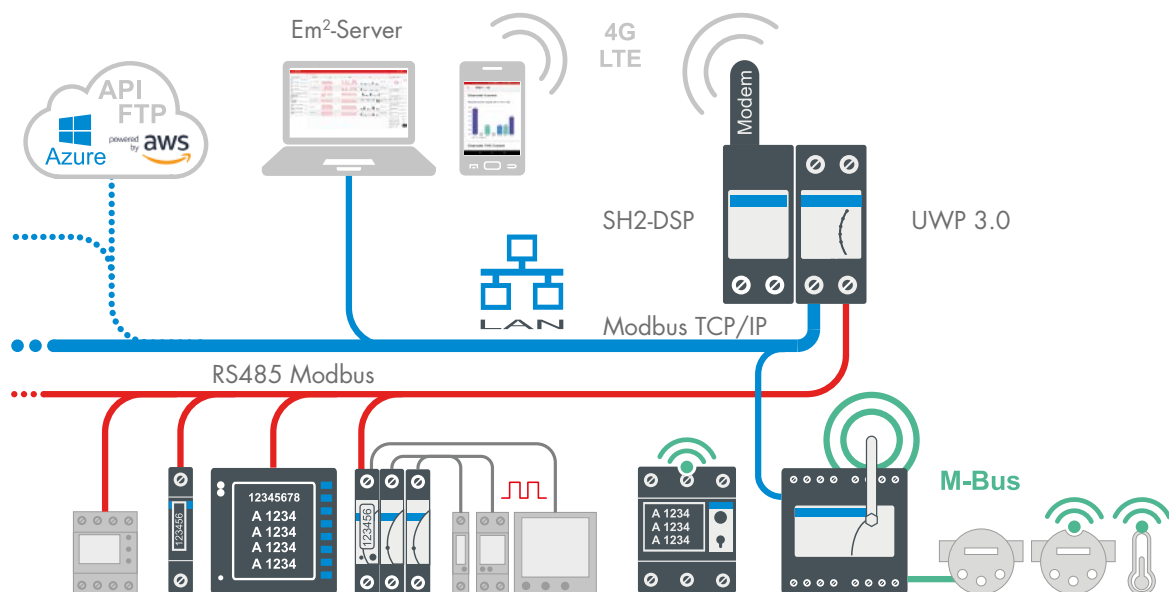 Em²-Server
4G
LTE
API
FTP
Azure
powered
by
aws
Modem
SH2-DSP
UWP 3.0
LAN
Modbus TCP/IP
RS485 Modbus
M-Bus
123456
12345678
A 1234
A 1234
A 1234
A 1234
A 1234
123456
A 1234
A 1234
A 1234